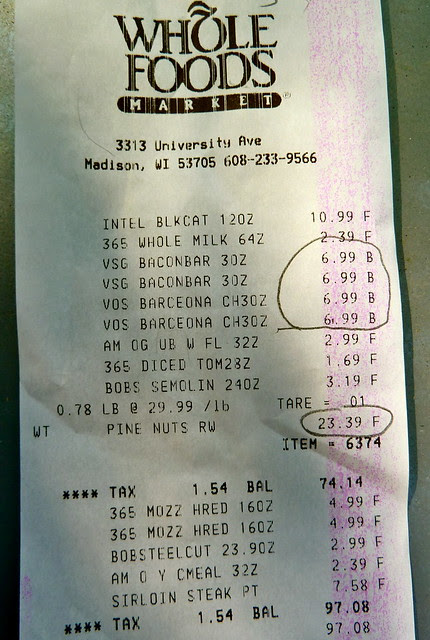 WHOLE
FOODS
MARKET®
3313 University Ave
Madison, WI 53705 608-233-9566
INTEL BLKCAT 12OZ 10.99 F
365 WHOLE MILK 64Z 2.39 F
VSG BACONBAR 3OZ 6.99 B
VSG BACONBAR 3OZ 6.99 B
VOS BARCEONA CH3OZ 6.99 B
VOS BARCEONA CH3OZ 6.99 B
AM OG UB W FL 32Z 2.99 F
365 DICED TOM28Z 1.69 F
BOBS SEMOLIN 24OZ 3.19 F
0.78 LB @ 29.99 /lb TARE = .01
WT PINE NUTS RW 23.39 F
ITEM = 6374
**** TAX 1.54 BAL 74.14
365 MOZZ HRED 16OZ 4.99 F
365 MOZZ HRED 16OZ 4.99 F
BOBSTEELCUT 23.9OZ 2.99 F
AM O Y CMEAL 32Z 2.39 F
SIRLOIN STEAK PT 7.58 F
**** TAX 1.54 BAL 97.08
97.08